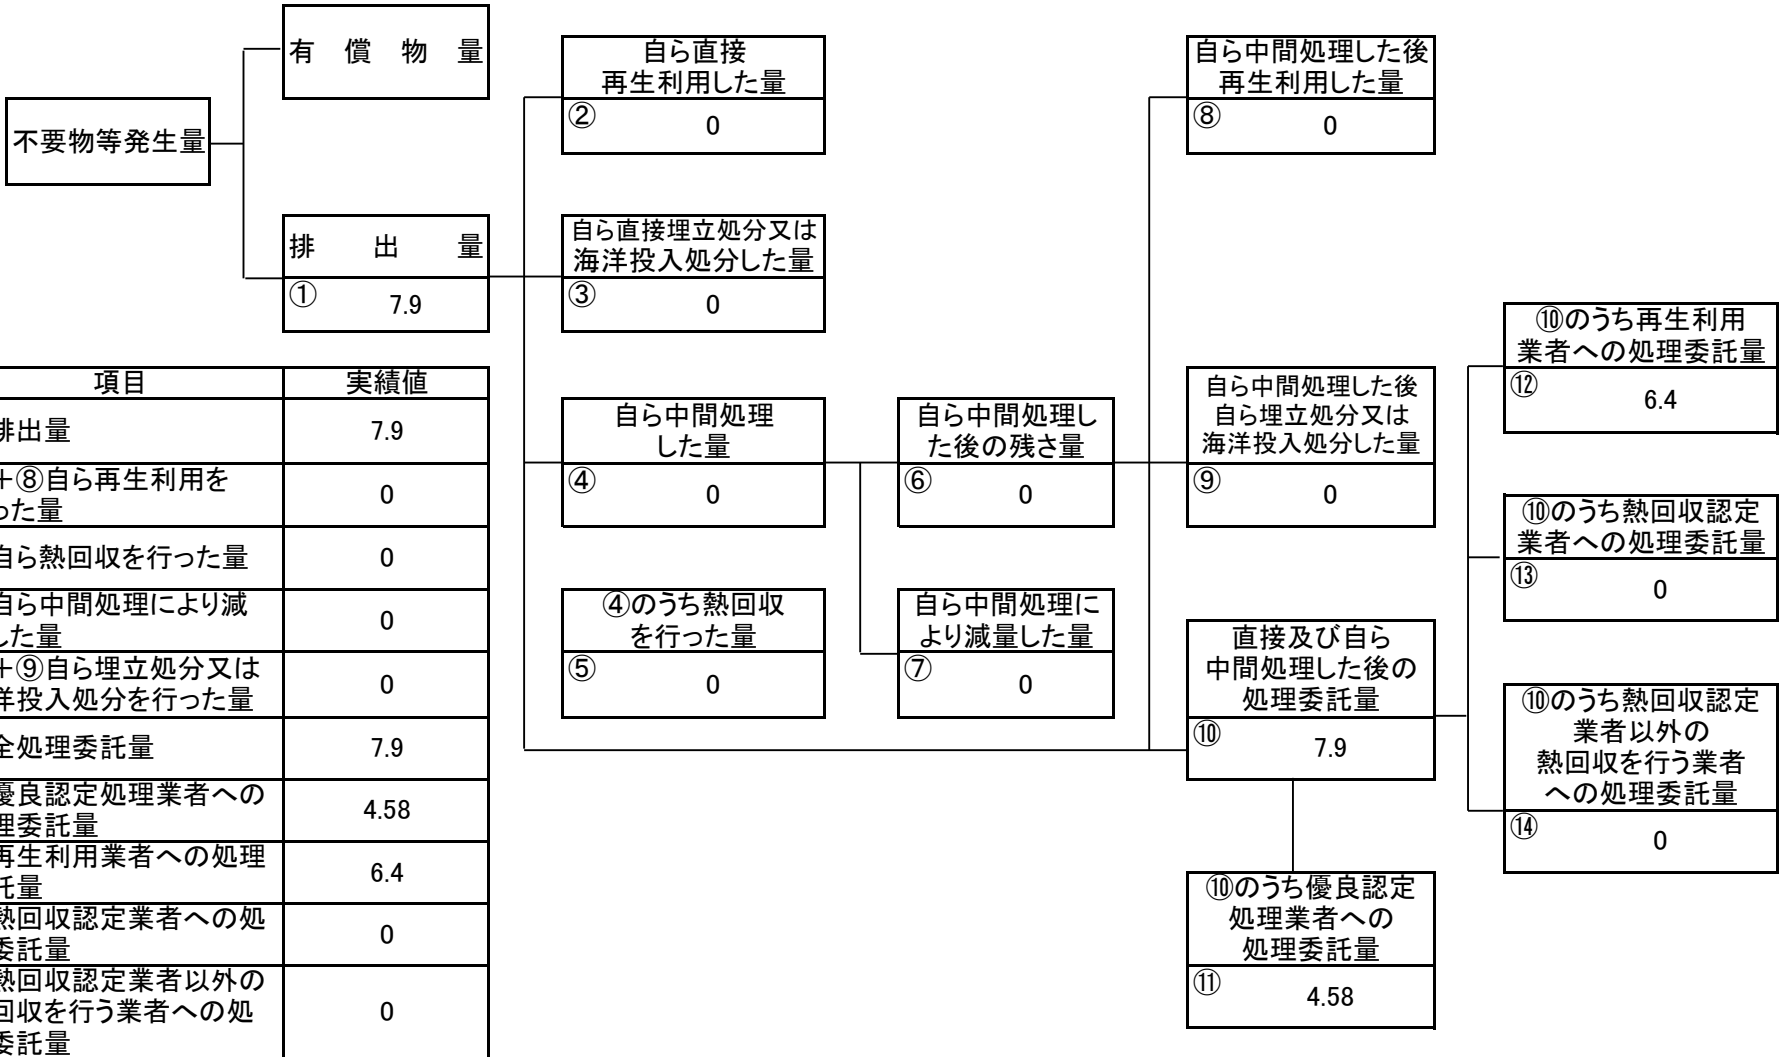 有償物量
不要物等発生量
排出量
①
7.9
自ら直接
再生利用した量
②
0
自ら直接埋立処分又は
海洋投入処分した量
③
0
自ら中間処理
した量
④
0
④のうち熱回収
を行った量
⑤
0
自ら中間処理し
た後の残さ量
⑥
0
自ら中間処理に
より減量した量
⑦
0
自ら中間処理した後
再生利用した量
⑧
0
自ら中間処理した後
自ら埋立処分又は
海洋投入処分した量
⑨
0
直接及び自ら
中間処理した後の
処理委託量
⑩
7.9
⑩のうち優良認定
処理業者への
処理委託量
⑪
4.58
⑩のうち再生利用
業者への処理委託量
⑫
6.4
⑩のうち熱回収認定
業者への処理委託量
⑬
0
⑩のうち熱回収認定
業者以外の
熱回収を行う業者
への処理委託量
⑭
0
項目
実績値
排出量
7.9
+⑧自ら再生利用を
った量
0
自ら熱回収を行った量
0
自ら中間処理により減
した量
0
+⑨自ら埋立処分又は
洋投入処分を行った量
0
全処理委託量
7.9
優良認定処理業者への
理委託量
4.58
再生利用業者への処理
託量
6.4
熱回収認定業者への処
委託量
0
熱回収認定業者以外の
回収を行う業者への処
委託量
0